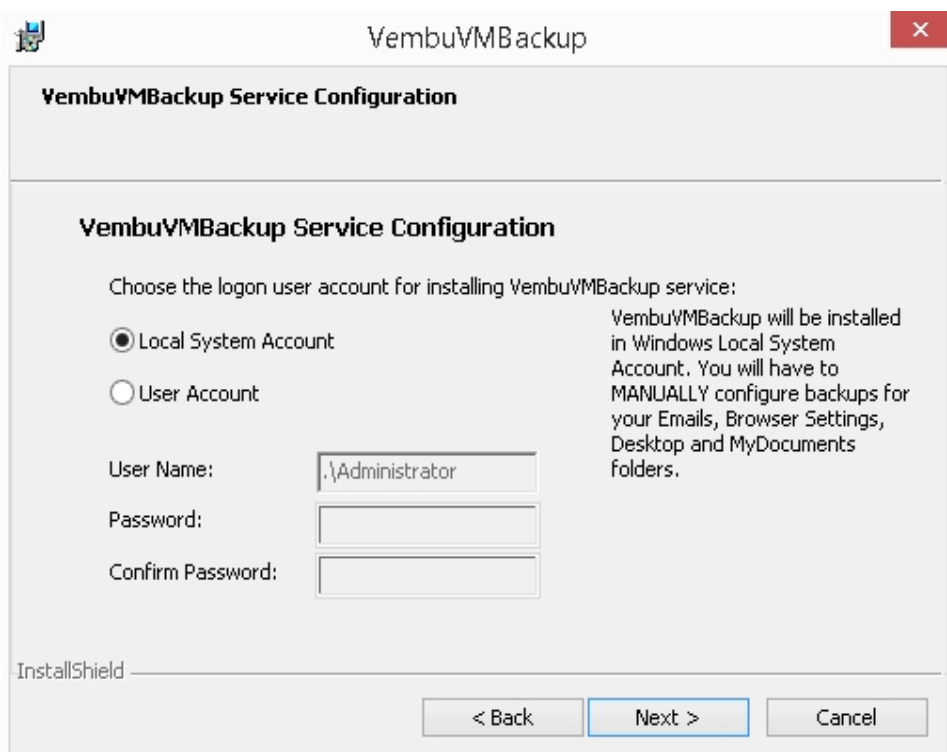 VembuVMBackup
VembuVMBackup Service Configuration
VembuVMBackup Service Configuration
Choose the logon user account for installing VembuVMBackup service:
Local System Account
User Account
VembuVMBackup will be installed
in Windows Local System
Account. You will have to
MANUALLY configure backups for
your Emails, Browser Settings,
Desktop and MyDocuments
folders.
User Name:
.\Administrator
Password:
Confirm Password:
InstallShield
< Back
Next >
Cancel